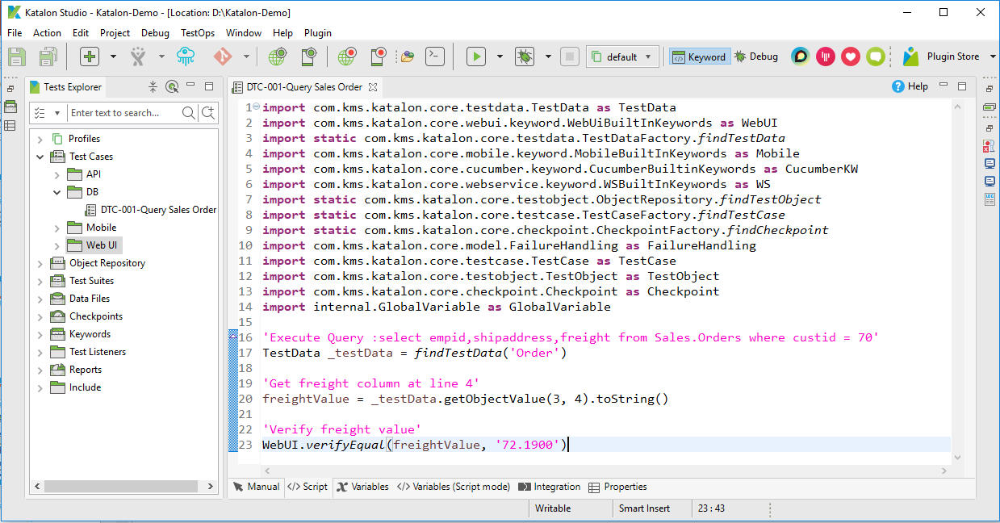 Katalon Studio - Katalon-Demo - [Location: D:\Katalon-Demo]
File Action Edit Project Debug TestOps Window Help Plugin
default Keyword Debug Plugin Store
Tests Explorer
DTC-001-Query Sales Order
Help
Enter text to search...
Profiles
Test Cases
API
DB
DTC-001-Query Sales Order
Mobile
Web UI
Object Repository
Test Suites
Data Files
Checkpoints
Keywords
Test Listeners
Reports
Include
1 import com.kms.katalon.core.testdata.TestData as TestData
2 import com.kms.katalon.core.webui.keyword.WebUiBuiltInKeywords as WebUI
3 import static com.kms.katalon.core.testdata.TestDataFactory.findTestData
4 import com.kms.katalon.core.mobile.keyword.MobileBuiltInKeywords as Mobile
5 import com.kms.katalon.core.cucumber.keyword.CucumberBuiltinKeywords as CucumberKW
6 import com.kms.katalon.core.webservice.keyword.WSBuiltInKeywords as WS
7 import static com.kms.katalon.core.testobject.ObjectRepository.findTestObject
8 import static com.kms.katalon.core.testcase.TestCaseFactory.findTestCase
9 import static com.kms.katalon.core.checkpoint.CheckpointFactory.findCheckpoint
10 import com.kms.katalon.core.model.FailureHandling as FailureHandling
11 import com.kms.katalon.core.testcase.TestCase as TestCase
12 import com.kms.katalon.core.testobject.TestObject as TestObject
13 import com.kms.katalon.core.checkpoint.Checkpoint as Checkpoint
14 import internal.GlobalVariable as GlobalVariable
15
16 'Execute Query :select empid,shipaddress,freight from Sales.Orders where custid = 70'
17 TestData _testData = findTestData('Order')
18
19 'Get freight column at line 4'
20 freightValue = _testData.getObjectValue(3, 4).toString()
21
22 'Verify freight value'
23 WebUI.verifyEqual(freightValue, '72.1900')
Manual </> Script Variables </> Variables (Script mode) Integration Properties
Writable Smart Insert 23 : 43